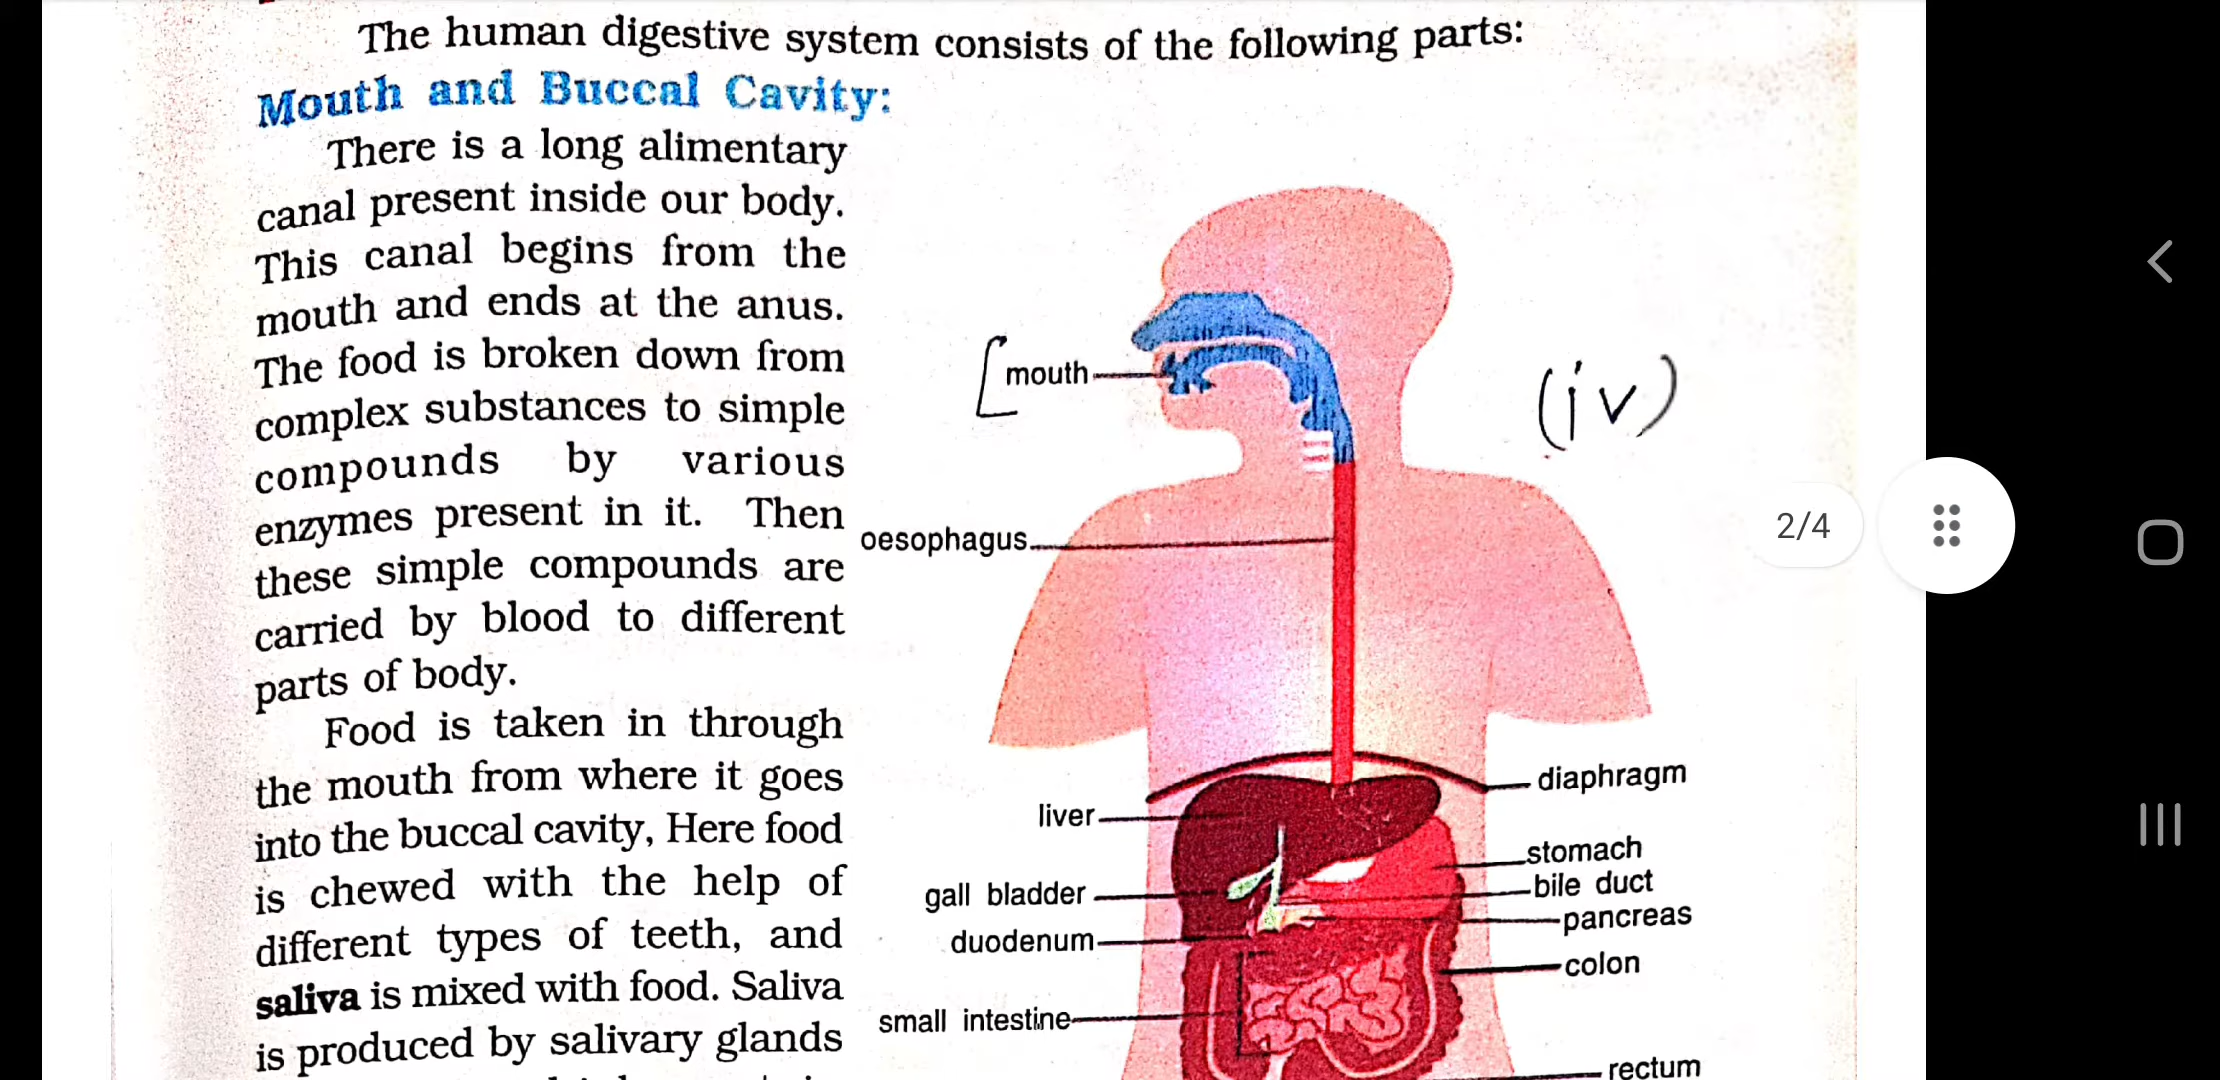 The human digestive system consists of the following parts:
Mouth and Buccal Cavity:
There is a long alimentary
canal present inside our body.
This canal begins from the
mouth and ends at the anus.
The food is broken down from
complex substances to simple
compounds by various
enzymes present in it. Then
these simple compounds are
carried by blood to different
parts of body.
Food is taken in through
the mouth from where it goes
into the buccal cavity, Here food
is chewed with the help of
different types of teeth, and
saliva is mixed with food. Saliva
is produced by salivary glands
mouth
(iv)
oesophagus
diaphragm
liver
stomach
bile duct
gall bladder
pancreas
duodenum
colon
small intestine
rectum
2/4